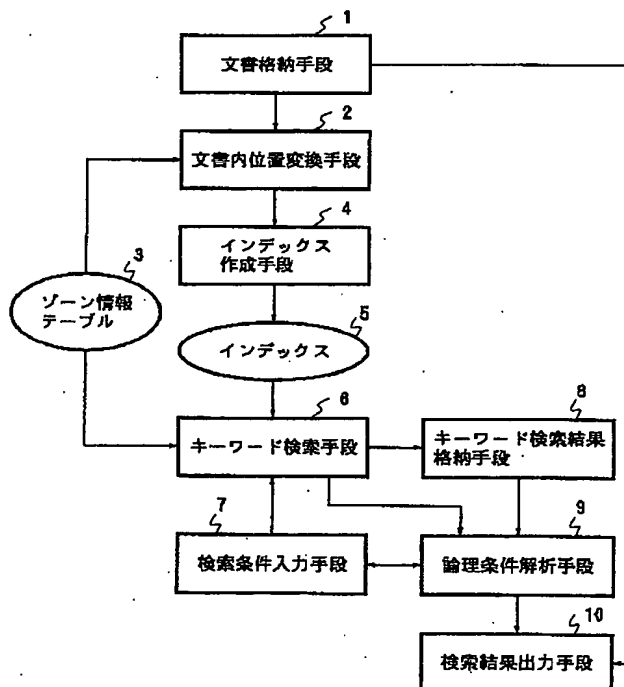 1
文書格納手段
2
文書内位置変換手段
4
インデックス
作成手段
3
ゾーン情報
テーブル
5
インデックス
6
キーワード検索手段
8
キーワード検索結果
格納手段
7
検索条件入力手段
9
論理条件解析手段
10
検索結果出力手段